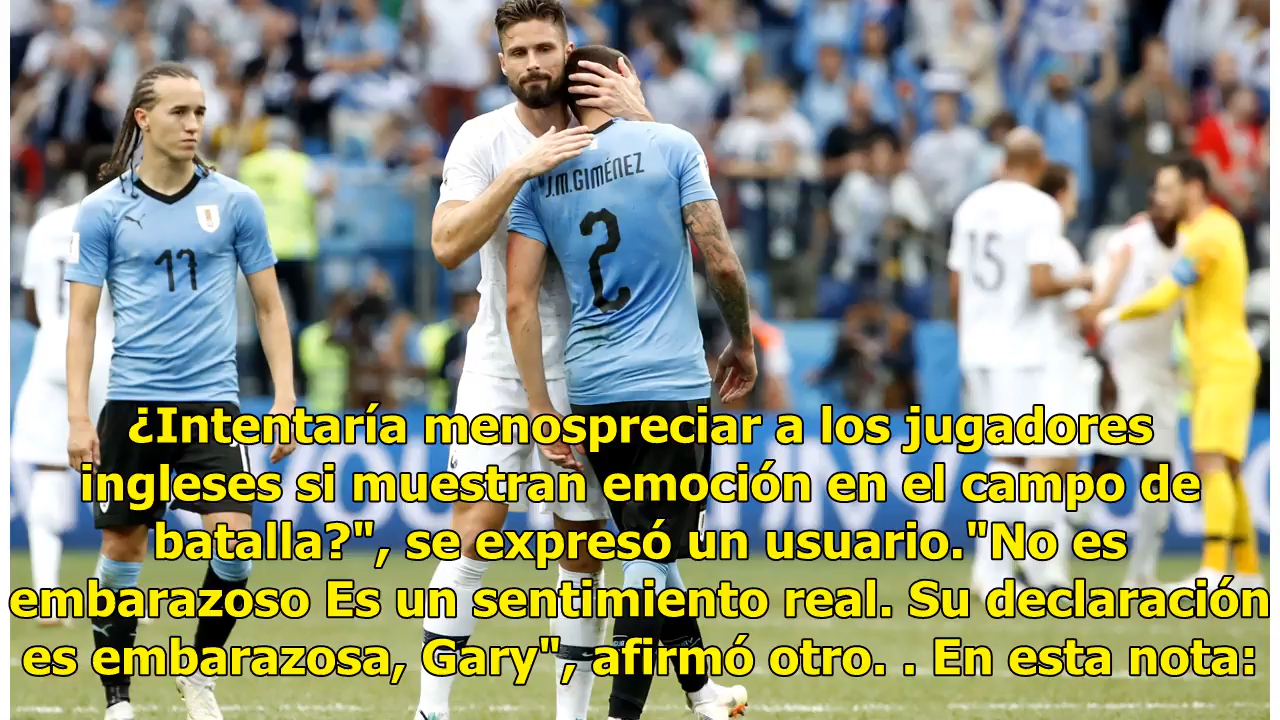 J.M.GIMÉNEZ
2
17
15
¿Intentaría menospreciar a los jugadores
ingleses si muestran emoción en el campo de
batalla?", se expresó un usuario."No es
embarazoso Es un sentimiento real. Su declaración
es embarazosa, Gary", afirmó otro. . En esta nota: